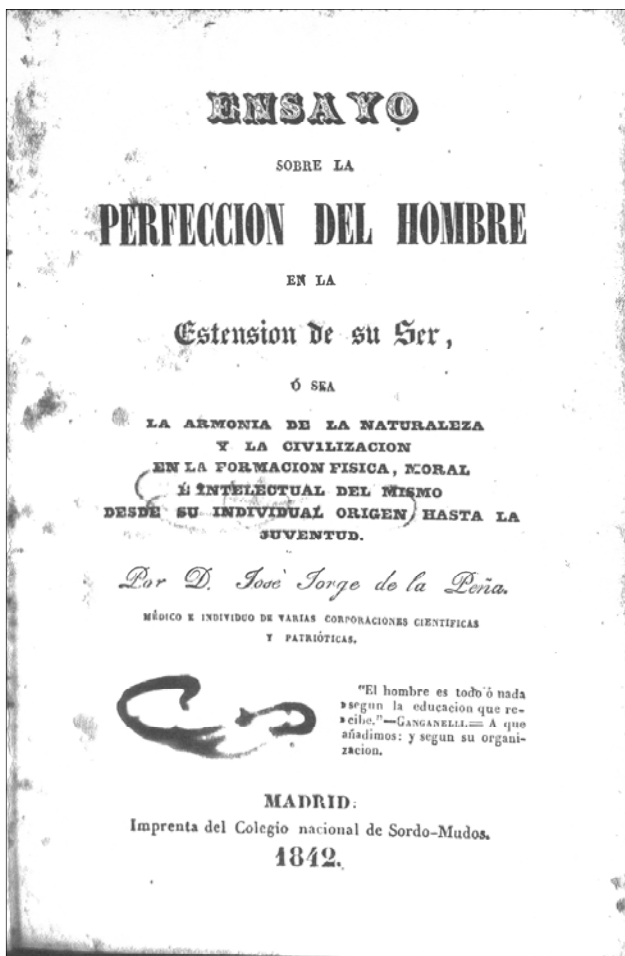 ENSAYO
SOBRE LA
PERFECCION DEL HOMBRE
EN LA
Estension de su Ser,
Ó SEA
LA ARMONIA DE LA NATURALEZA
Y LA CIVILIZACION
EN LA FORMACION FISICA, MORAL
É INTELECTUAL DEL MISMO
DESDE SU INDIVIDUAL ORIGEN HASTA LA
JUVENTUD.
Por D. José Jorge de la Peña.
MÉDICO E INDIVIDUO DE VARIAS CORPORACIONES CIENTÍFICAS
Y PATRIÓTICAS.
"El hombre es todo ó nada
»segun la educacion que re-
»cibe."—GANGANELLI.= A que
añadimos: y segun su organi-
zacion.
MADRID:
Imprenta del Colegio nacional de Sordo-Mudos.
1842.